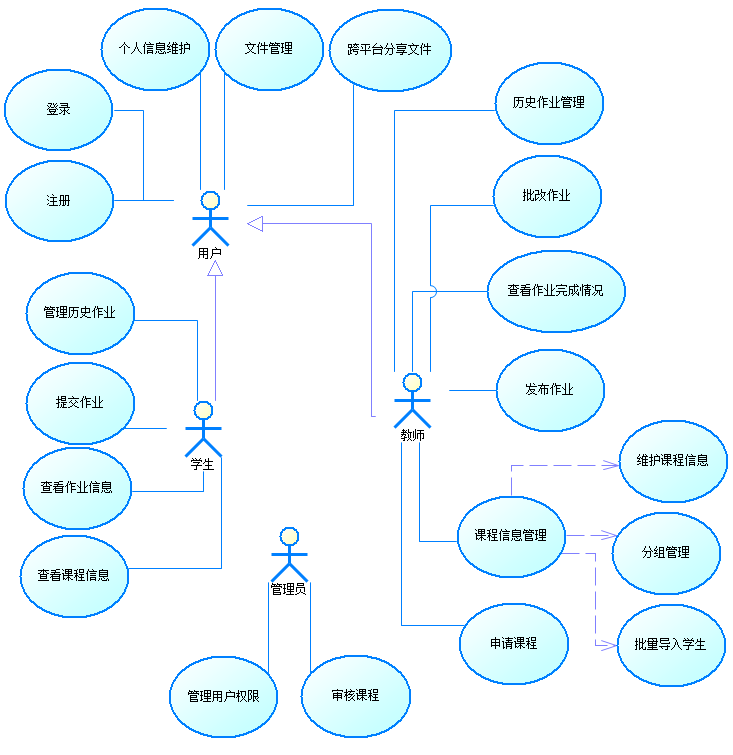 个人信息维护
文件管理
跨平台分享文件
登录
历史作业管理
注册
批改作业
用户
查看作业完成情况
管理历史作业
提交作业
发布作业
教师
学生
维护课程信息
查看作业信息
课程信息管理
分组管理
查看课程信息
管理员
申请课程
批量导入学生
管理用户权限
审核课程